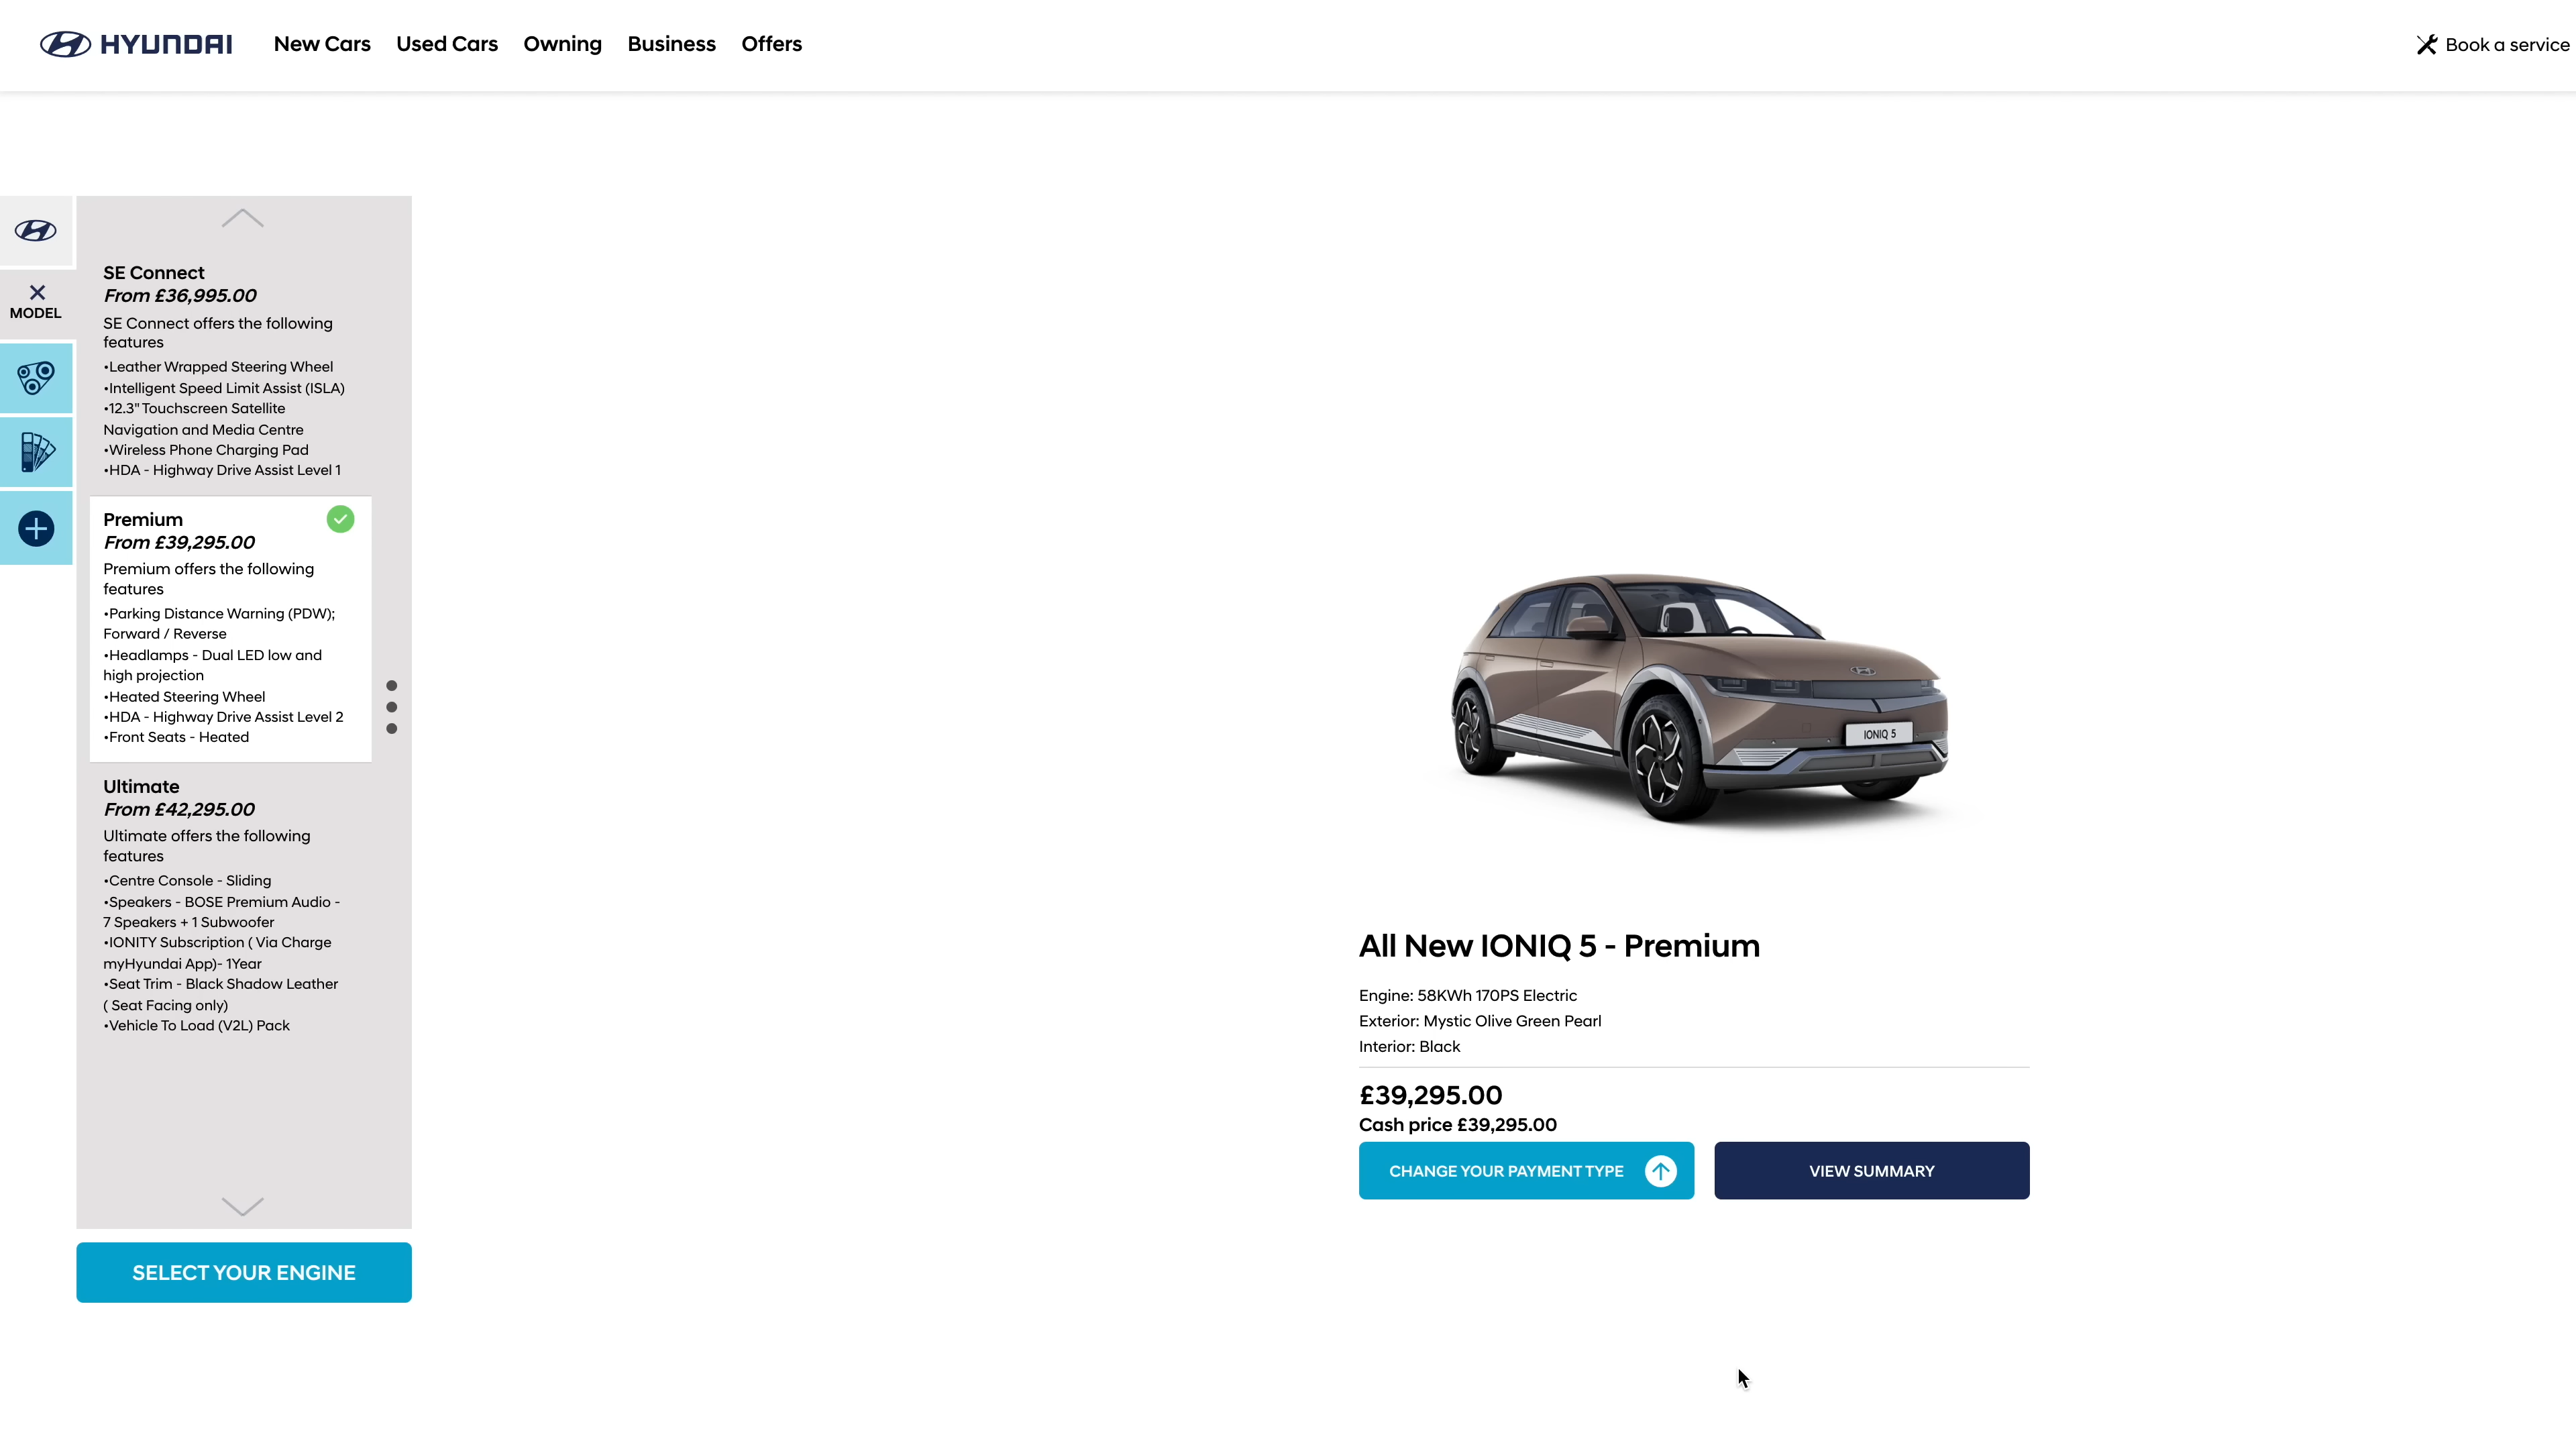 HYUNDAI
New Cars Used Cars Owning Business Offers
Book a service
MODEL
SE Connect
From £36,995.00
SE Connect offers the following
features
•Leather Wrapped Steering Wheel
•Intelligent Speed Limit Assist (ISLA)
•12.3" Touchscreen Satellite
Navigation and Media Centre
•Wireless Phone Charging Pad
•HDA - Highway Drive Assist Level 1
Premium
From £39,295.00
Premium offers the following
features
•Parking Distance Warning (PDW);
Forward / Reverse
•Headlamps - Dual LED low and
high projection
•Heated Steering Wheel
•HDA - Highway Drive Assist Level 2
•Front Seats - Heated
Ultimate
From £42,295.00
Ultimate offers the following
features
•Centre Console - Sliding
•Speakers - BOSE Premium Audio -
7 Speakers + 1 Subwoofer
•IONITY Subscription ( Via Charge
myHyundai App)- 1Year
•Seat Trim - Black Shadow Leather
( Seat Facing only)
•Vehicle To Load (V2L) Pack
SELECT YOUR ENGINE
IONIQ 5
All New IONIQ 5 - Premium
Engine: 58KWh 170PS Electric
Exterior: Mystic Olive Green Pearl
Interior: Black
£39,295.00
Cash price £39,295.00
CHANGE YOUR PAYMENT TYPE
VIEW SUMMARY